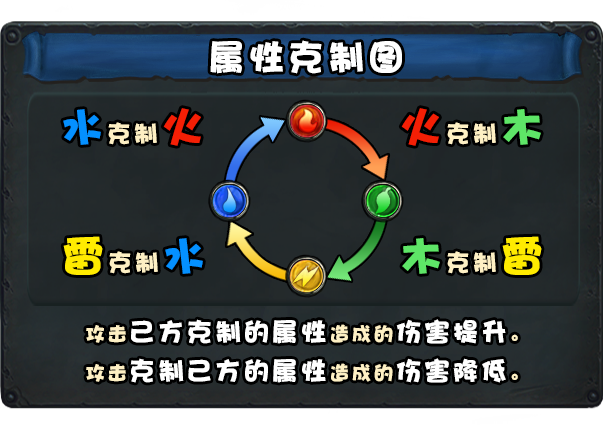 属性克制图
水克制火
火克制木
雷克制水
木克制雷
攻击己方克制的属性造成的伤害提升。
攻击克制己方的属性造成的伤害降低。